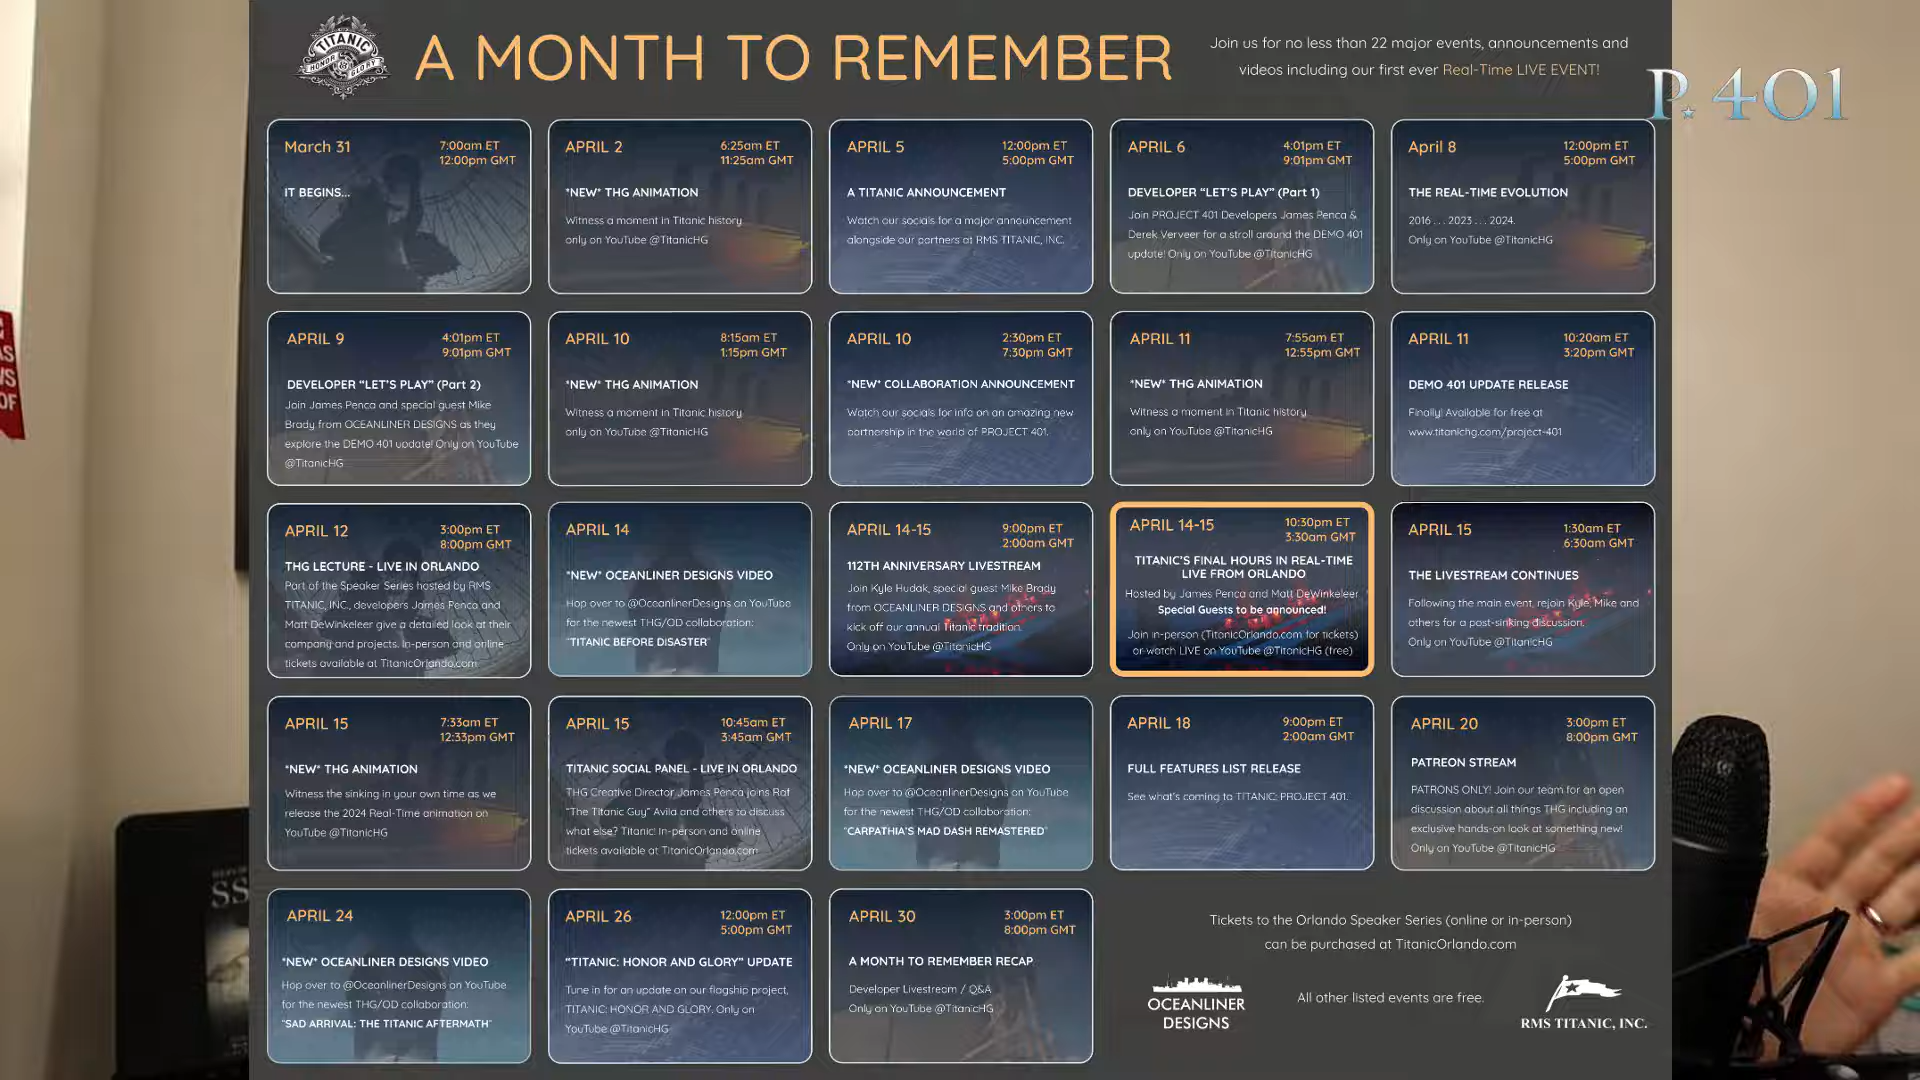 TITANIC
HONOR & GLORY
A MONTH TO REMEMBER
Join us for no less than 22 major events, announcements and
videos including our first ever Real-Time LIVE EVENT!
P. 401
March 31
7:00am ET
12:00pm GMT
IT BEGINS...
APRIL 2
6:25am ET
11:25am GMT
*NEW* THG ANIMATION
Witness a moment in Titanic history
only on YouTube @TitanicHG
APRIL 5
12:00pm ET
5:00pm GMT
A TITANIC ANNOUNCEMENT
Watch our socials for a major announcement
alongside our partners at RMS TITANIC, INC.
APRIL 6
4:01pm ET
9:01pm GMT
DEVELOPER “LET’S PLAY” (Part 1)
Join PROJECT 401 Developers James Penca &
Derek Verveer for a stroll around the DEMO 401
update! Only on YouTube @TitanicHG
April 8
12:00pm ET
5:00pm GMT
THE REAL-TIME EVOLUTION
2016 . . . 2023 . . . 2024.
Only on YouTube @TitanicHG
APRIL 9
4:01pm ET
9:01pm GMT
DEVELOPER “LET’S PLAY” (Part 2)
Join James Penca and special guest Mike
Brady from OCEANLINER DESIGNS as they
explore the DEMO 401 update! Only on YouTube
@TitanicHG
APRIL 10
8:15am ET
1:15pm GMT
*NEW* THG ANIMATION
Witness a moment in Titanic history
only on YouTube @TitanicHG
APRIL 10
2:30pm ET
7:30pm GMT
*NEW* COLLABORATION ANNOUNCEMENT
Watch our socials for info on an amazing new
partnership in the world of PROJECT 401.
APRIL 11
7:55am ET
12:55pm GMT
*NEW* THG ANIMATION
Witness a moment in Titanic history
only on YouTube @TitanicHG
APRIL 11
10:20am ET
3:20pm GMT
DEMO 401 UPDATE RELEASE
Finally! Available for free at
www.titanichg.com/project-401
APRIL 12
3:00pm ET
8:00pm GMT
THG LECTURE - LIVE IN ORLANDO
Part of the Speaker Series hosted by RMS
TITANIC, INC., developers James Penca and
Matt DeWinkeleer give a detailed look at their
company and projects. In-person and online
tickets available at TitanicOrlando.com
APRIL 14
*NEW* OCEANLINER DESIGNS VIDEO
Hop over to @OceanlinerDesigns on YouTube
for the newest THG/OD collaboration:
“TITANIC BEFORE DISASTER”
APRIL 14-15
9:00pm ET
2:00am GMT
112TH ANNIVERSARY LIVESTREAM
Join Kyle Hudak, special guest Mike Brady
from OCEANLINER DESIGNS and others to
kick off our annual Titanic tradition.
Only on YouTube @TitanicHG
APRIL 14-15
10:30pm ET
3:30am GMT
TITANIC’S FINAL HOURS IN REAL-TIME
LIVE FROM ORLANDO
Hosted by James Penca and Matt DeWinkeleer
Special Guests to be announced!
Join in-person (TitanicOrlando.com for tickets)
or watch LIVE on YouTube @TitanicHG (free)
APRIL 15
1:30am ET
6:30am GMT
THE LIVESTREAM CONTINUES
Following the main event, rejoin Kyle, Mike and
others for a post-sinking discussion.
Only on YouTube @TitanicHG
APRIL 15
7:33am ET
12:33pm GMT
*NEW* THG ANIMATION
Witness the sinking in your own time as we
release the 2024 Real-Time animation on
YouTube @TitanicHG
APRIL 15
10:45am ET
3:45am GMT
TITANIC SOCIAL PANEL - LIVE IN ORLANDO
THG Creative Director James Penca joins Raf
“The Titanic Guy” Avila and others to discuss
what else? Titanic! In-person and online
tickets available at TitanicOrlando.com
APRIL 17
*NEW* OCEANLINER DESIGNS VIDEO
Hop over to @OceanlinerDesigns on YouTube
for the newest THG/OD collaboration:
“CARPATHIA’S MAD DASH REMASTERED”
APRIL 18
9:00pm ET
2:00am GMT
FULL FEATURES LIST RELEASE
See what’s coming to TITANIC: PROJECT 401.
APRIL 20
3:00pm ET
8:00pm GMT
PATREON STREAM
PATRONS ONLY! Join our team for an open
discussion about all things THG including an
exclusive hands-on look at something new!
Only on YouTube @TitanicHG
APRIL 24
*NEW* OCEANLINER DESIGNS VIDEO
Hop over to @OceanlinerDesigns on YouTube
for the newest THG/OD collaboration:
“SAD ARRIVAL: THE TITANIC AFTERMATH”
APRIL 26
12:00pm ET
5:00pm GMT
“TITANIC: HONOR AND GLORY” UPDATE
Tune in for an update on our flagship project,
TITANIC: HONOR AND GLORY. Only on
YouTube @TitanicHG
APRIL 30
3:00pm ET
8:00pm GMT
A MONTH TO REMEMBER RECAP
Developer Livestream / Q&A
Only on YouTube @TitanicHG
Tickets to the Orlando Speaker Series (online or in-person)
can be purchased at TitanicOrlando.com
OCEANLINER
DESIGNS
All other listed events are free.
RMS TITANIC, INC.
AS
OF
SS